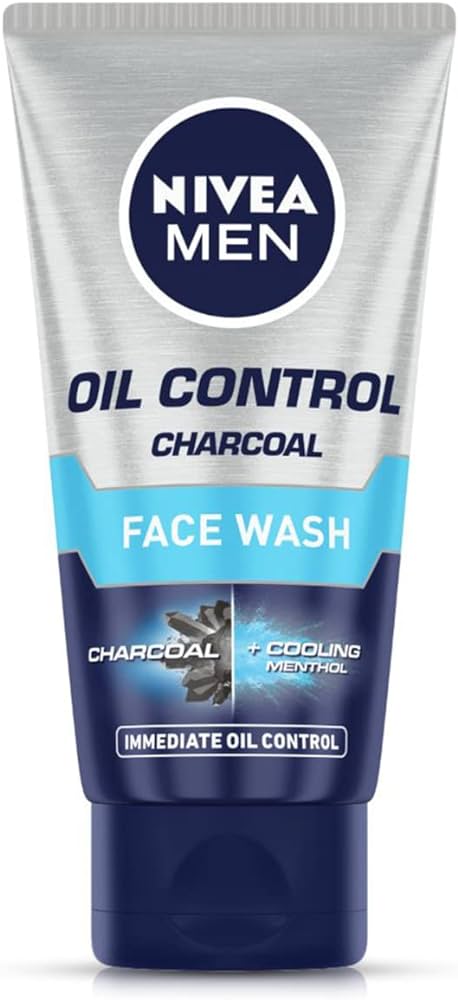 NIVEA
MEN
OIL CONTROL
CHARCOAL
FACE WASH
CHARCOAL + COOLING
MENTHOL
IMMEDIATE OIL CONTROL